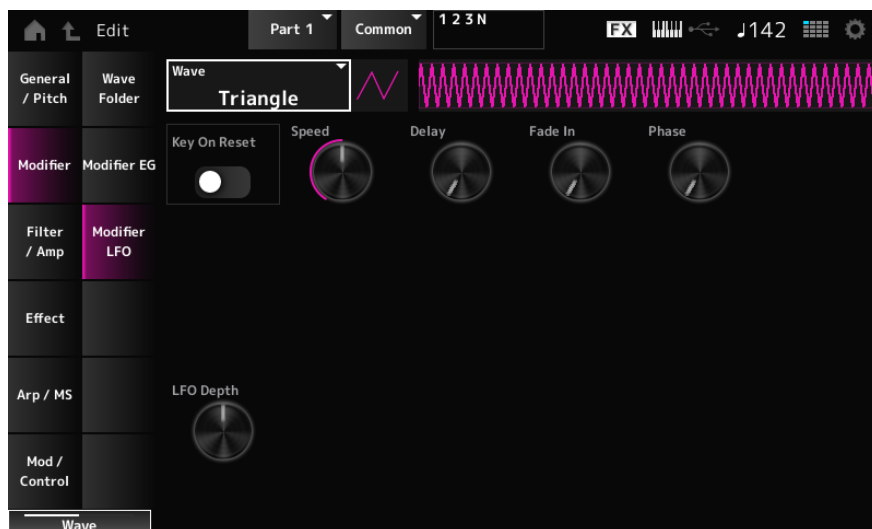 Edit
Part 1
Common
1 2 3 N
FX
♩142
General
/ Pitch
Wave
Folder
Wave
Triangle
Modifier
Modifier EG
Key On Reset
Speed
Delay
Fade In
Phase
Filter
/ Amp
Modifier
LFO
Effect
Arp / MS
LFO Depth
Mod /
Control
Wave